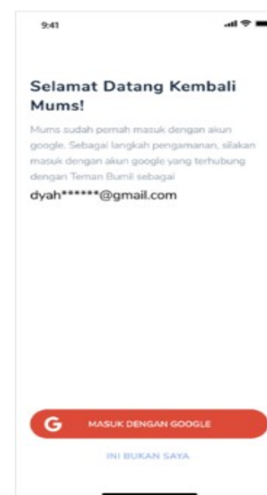 9:41
Selamat Datang Kembali
Mums!
Mums sudah pernah masuk dengan akun
google. Sebagai langkah pengamanan, silakan
masuk dengan akun google yang terhubung
dengan Teman Bumil sebagai
dyah******@gmail.com
G MASUK DENGAN GOOGLE
INI BUKAN SAYA